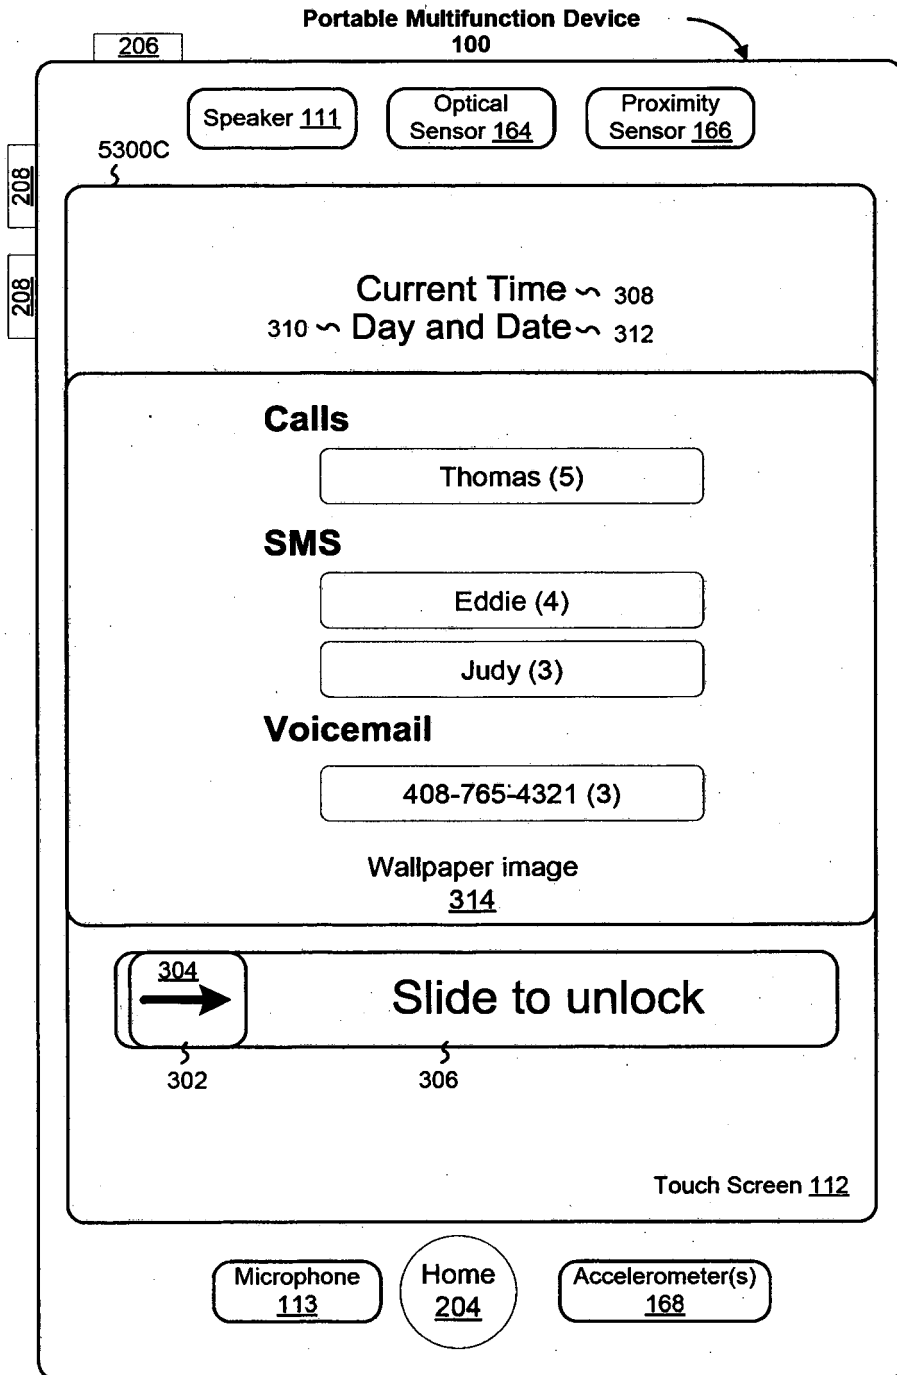 Portable Multifunction Device
100
206
Speaker 111
Optical
Sensor 164
Proximity
Sensor 166
5300C
208
208
Current Time 308
310 Day and Date 312
Calls
Thomas (5)
SMS
Eddie (4)
Judy (3)
Voicemail
408-765-4321 (3)
Wallpaper image
314
304
Slide to unlock
302
306
Touch Screen 112
Microphone
113
Home
204
Accelerometer(s)
168